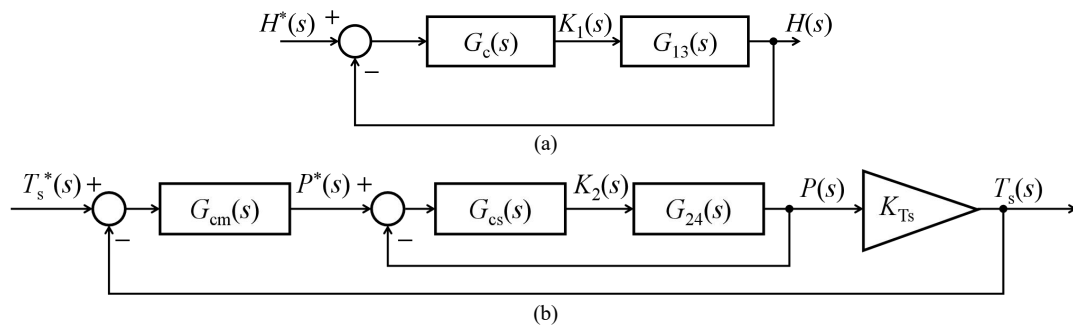 H*(s) + G_c(s) K_1(s) G_13(s) H(s)
−
(a)
T_s*(s) + G_cm(s) P*(s) + G_cs(s) K_2(s) G_24(s) P(s) K_Ts T_s(s)
− −
(b)